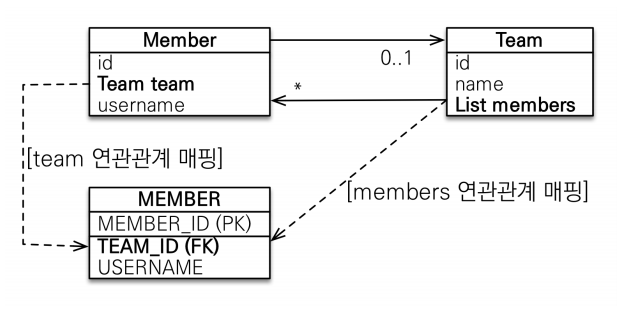 Member
id
Team team
username
0..1
*
Team
id
name
List members
[team 연관관계 매핑]
[members 연관관계 매핑]
MEMBER
MEMBER_ID (PK)
TEAM_ID (FK)
USERNAME